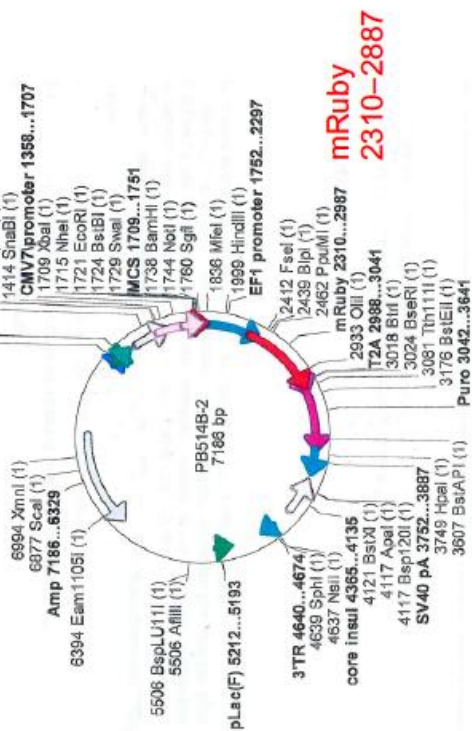 1414 SnaBI (1)
CMV7\promoter 1358...1707
1709 XbaI (1)
1715 NheI (1)
1721 EcoRI (1)
1724 BstBI (1)
1729 SwaI (1)
MCS 1709...1751
1738 BamHI (1)
1744 NotI (1)
1760 SgfI (1)
1836 MfeI (1)
1999 HindIII (1)
EF1 promoter 1752...2297
2412 FseI (1)
2439 BlpI (1)
2462 PpuMI (1)
mRuby 2310...2987
2933 OliI (1)
T2A 2988...3041
3018 BtrI (1)
3024 BseRI (1)
3081 Tth111I (1)
3176 BstEII (1)
Puro 3042...3641
3607 BstAPI (1)
3749 HpaI (1)
SV40 pA 3752...3887
4117 Bsp120I (1)
4117 ApaI (1)
4121 BstXI (1)
core insul 4365...4135
4637 NsiI (1)
4639 SphI (1)
3'TR 4640...4674
pLac(F) 5212...5193
5506 AflIII (1)
5506 BspLU11I (1)
6394 Eam1105I (1)
Amp 7186...6329
6877 ScaI (1)
6994 XmnI (1)
PB514B-2
7186 bp
mRuby
2310–2887